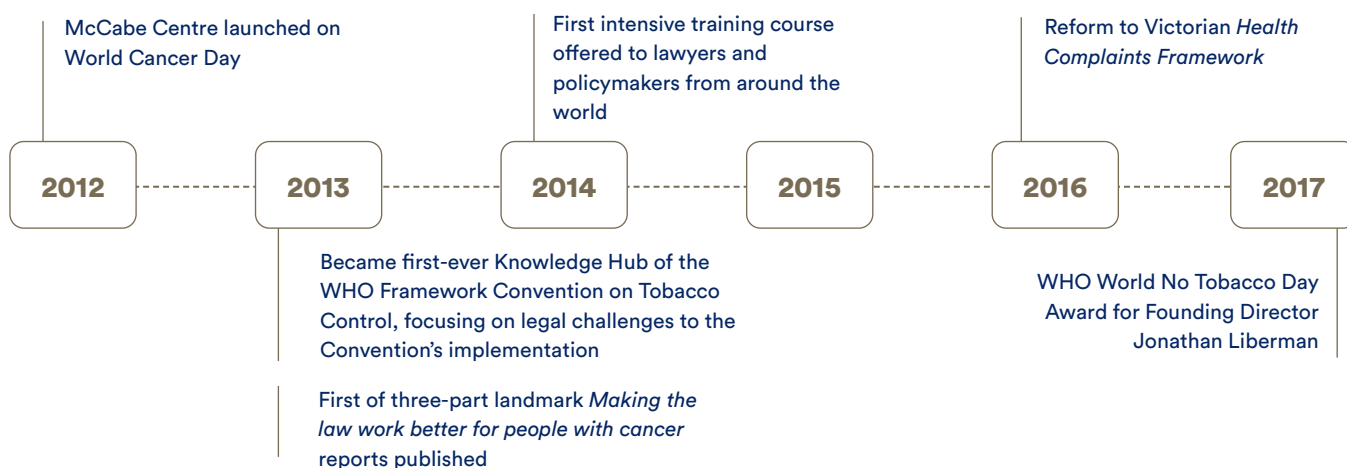 McCabe Centre launched on
World Cancer Day
First intensive training course
offered to lawyers and
policymakers from around the
world
Reform to Victorian Health
Complaints Framework
2012
2013
2014
2015
2016
2017
Became first-ever Knowledge Hub of the
WHO Framework Convention on Tobacco
Control, focusing on legal challenges to the
Convention’s implementation
First of three-part landmark Making the
law work better for people with cancer
reports published
WHO World No Tobacco Day
Award for Founding Director
Jonathan Liberman